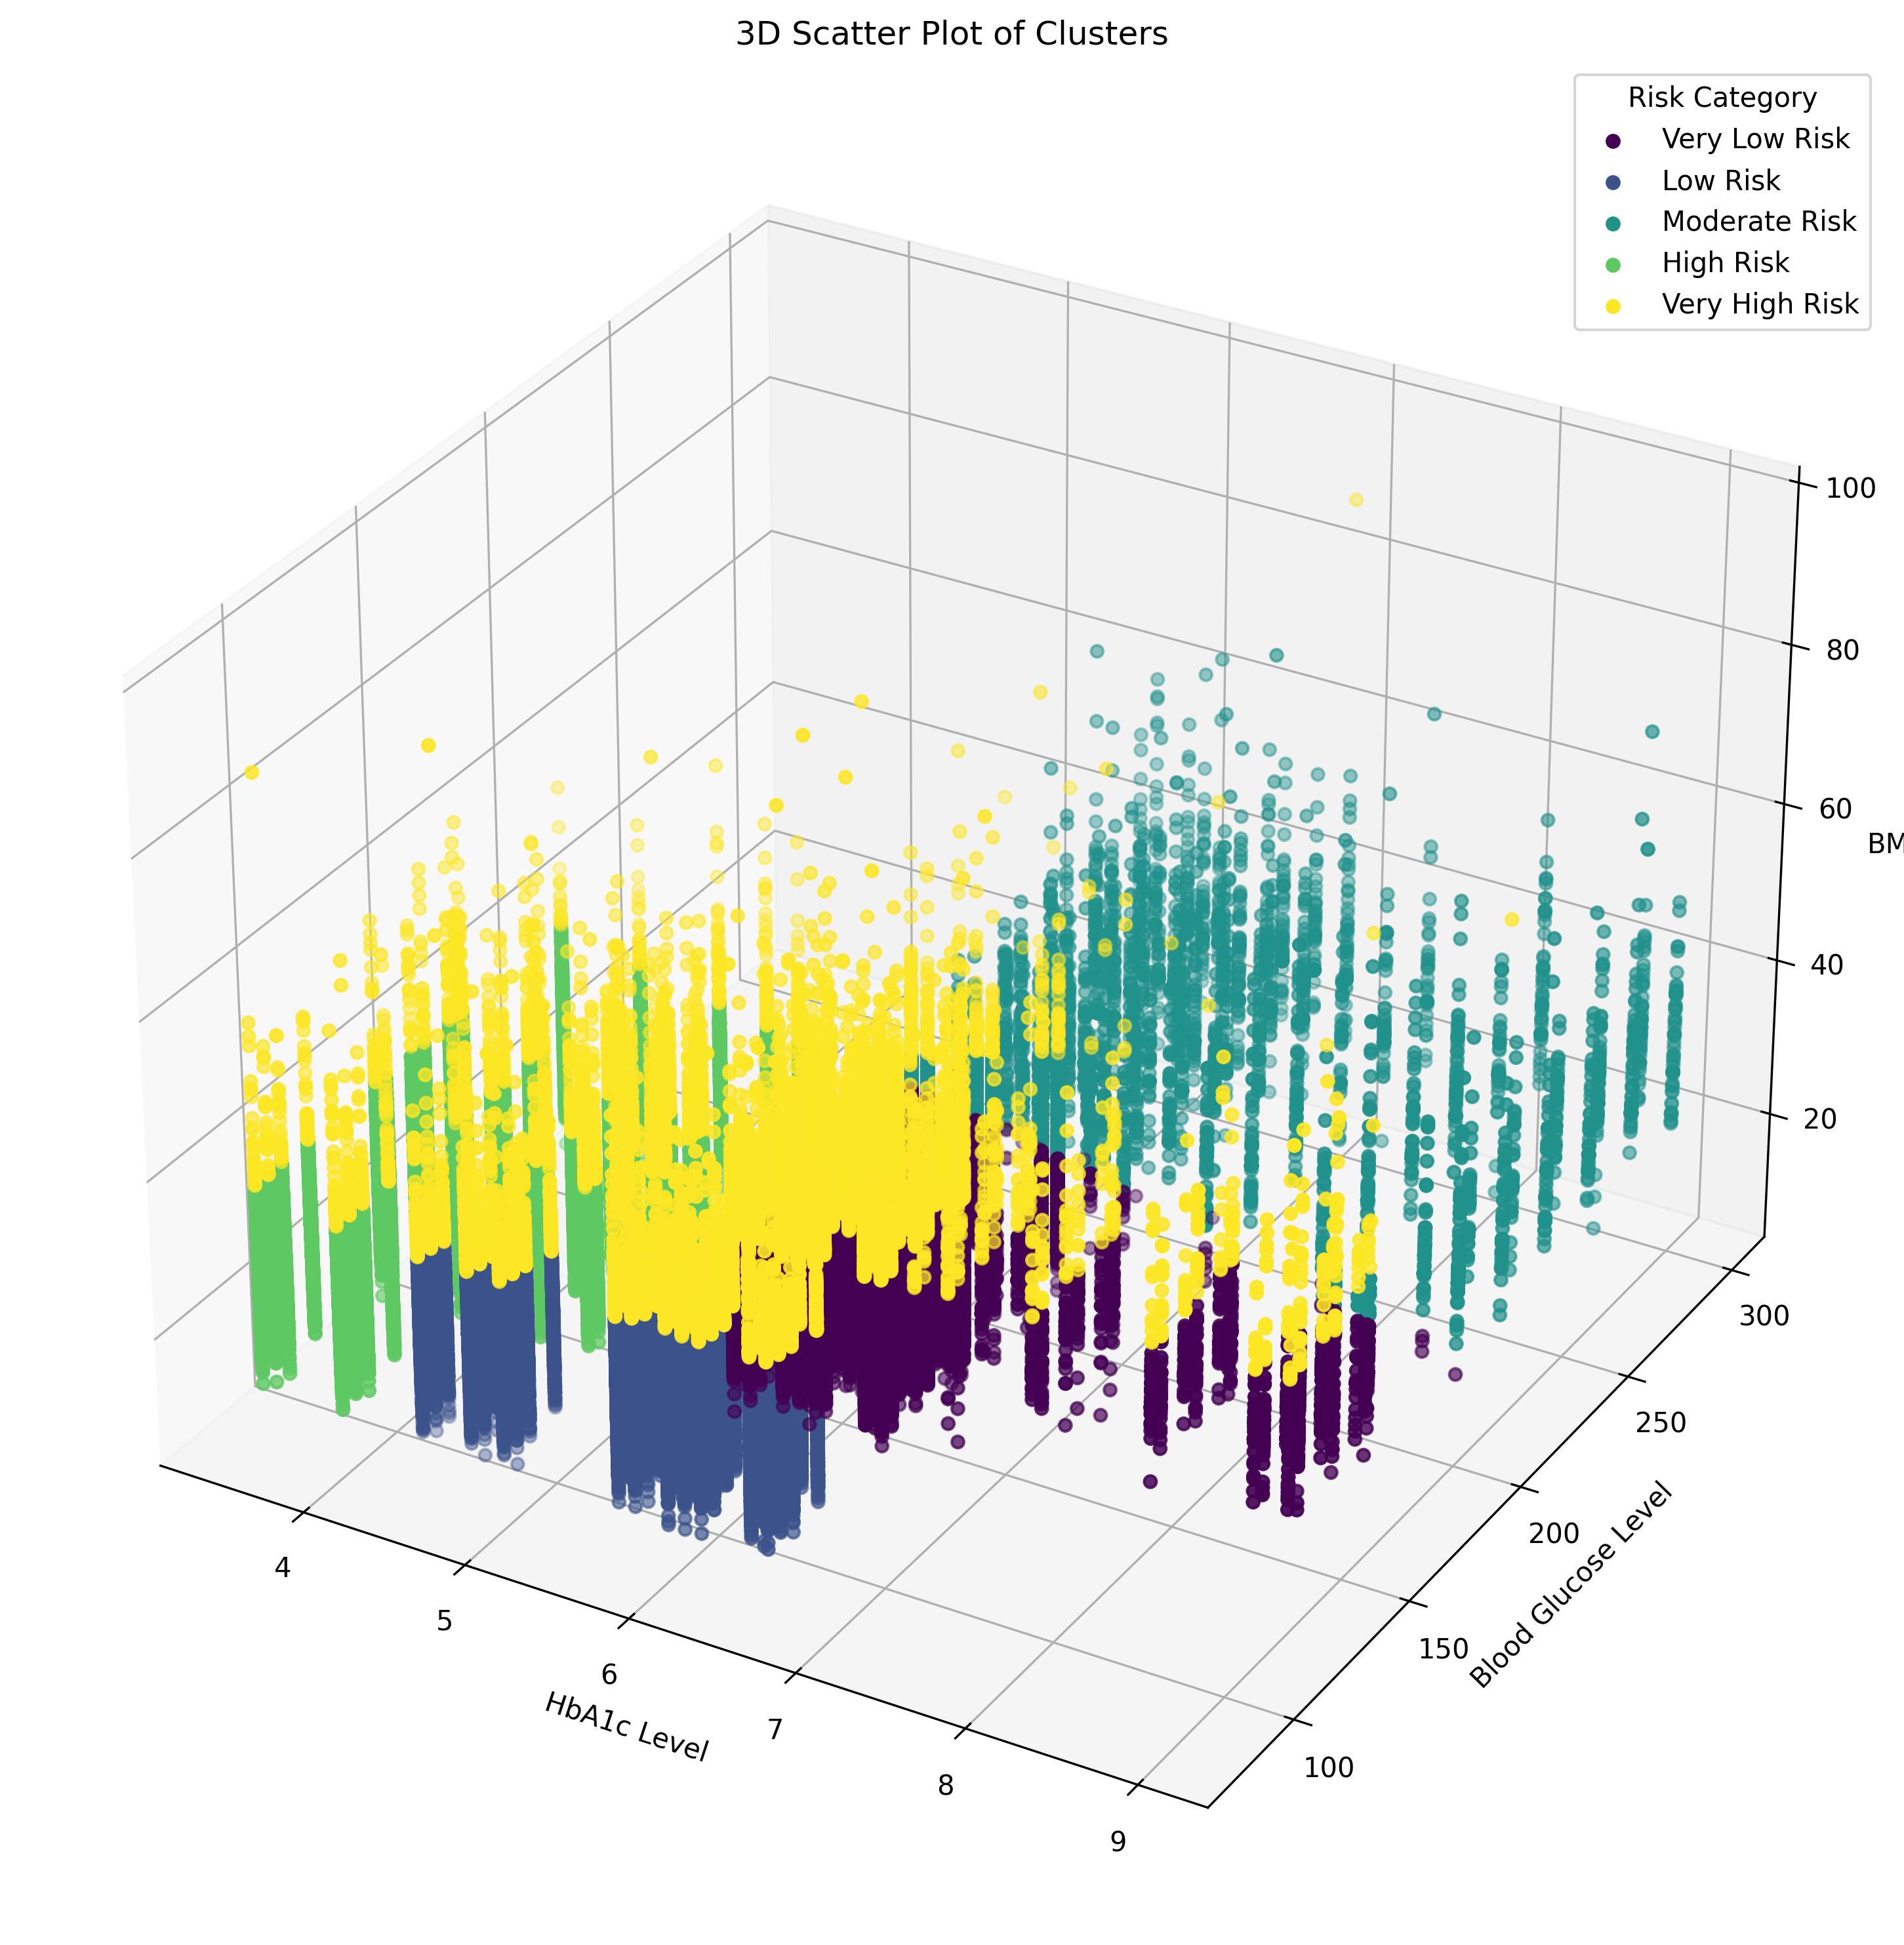 3D Scatter Plot of Clusters
Risk Category
Very Low Risk
Low Risk
Moderate Risk
High Risk
Very High Risk
100
80
60
BM
40
20
300
250
200
150
100
Blood Glucose Level
4
5
6
7
8
9
HbA1c Level